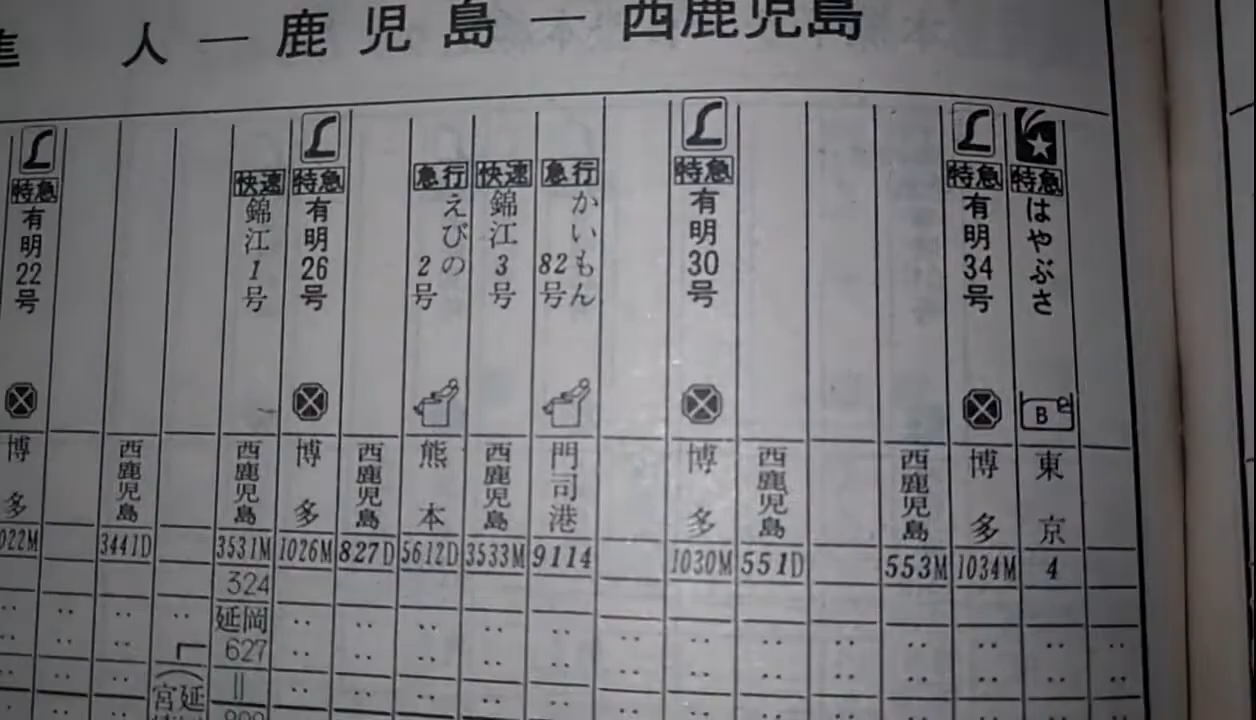 人―鹿児島―西鹿児島
特急 快速 特急 急行 快速 急行 特急 特急 特急
有明22号
錦江1号
有明26号
えびの2号
錦江3号
かいもん82号
有明30号
有明34号
はやぶさ
B
博多 西鹿児島 西鹿児島 博多 西鹿児島 熊本 西鹿児島 門司港 博多 西鹿児島 西鹿児島 博多 東京
022M 3441D 3531M 1026M 827D 5612D 3533M 9114 1030M 551D 553M 1034M 4
324
延岡
627
宮 延